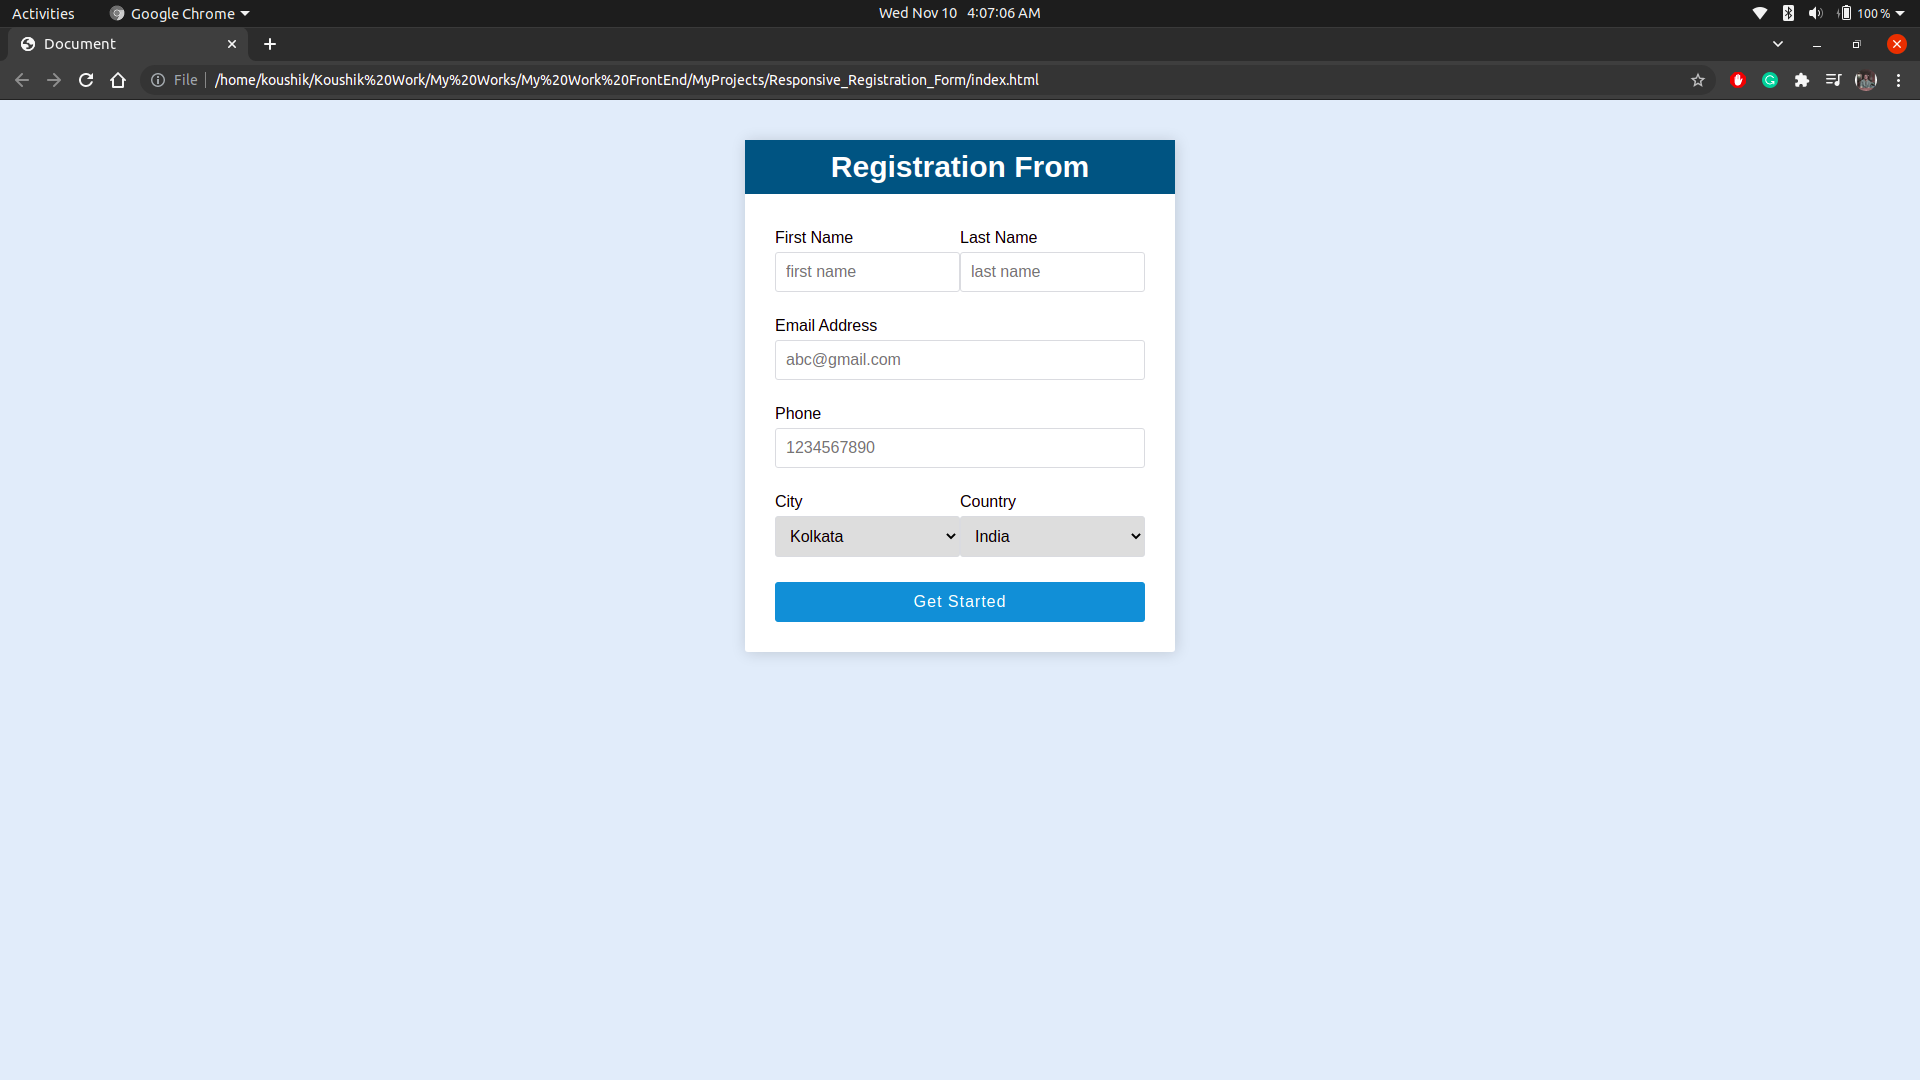 Activities Google Chrome Wed Nov 10 4:07:06 AM 100 %
Document
File /home/koushik/Koushik%20Work/My%20Works/My%20Work%20FrontEnd/MyProjects/Responsive_Registration_Form/index.html
Registration From
First Name Last Name
first name last name
Email Address
abc@gmail.com
Phone
1234567890
City Country
Kolkata India
Get Started